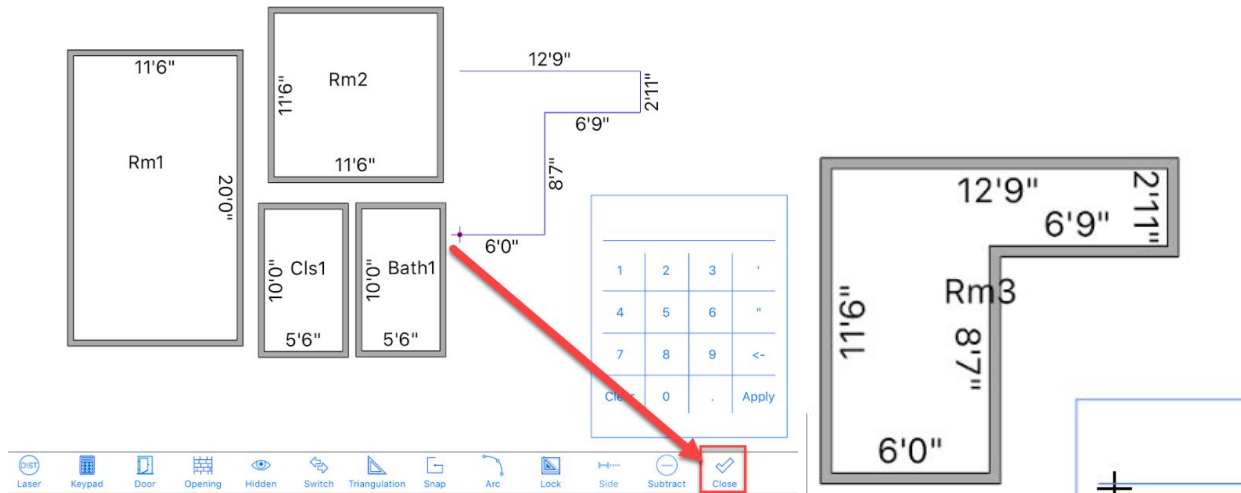 11'6"
Rm1
20'0"
11'6"
Rm2
11'6"
10'0"
Cls1
5'6"
10'0"
Bath1
5'6"
12'9"
2'11"
6'9"
8'7"
6'0"
1 2 3 '
4 5 6 "
7 8 9 <-
Clear 0 . Apply
12'9"
2'11"
6'9"
Rm3
11'6"
8'7"
6'0"
DIST
Laser Keypad Door Opening Hidden Switch Triangulation Snap Arc Lock Side Subtract Close